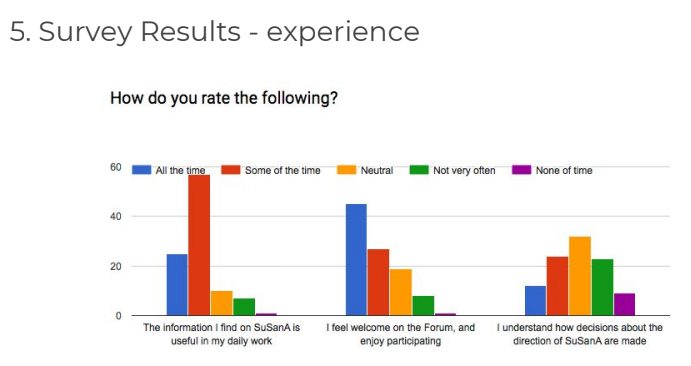 5. Survey Results - experience
How do you rate the following?
60
All the time
Some of the time
Neutral
Not very often
None of time
40
20
0
The information I find on SuSanA is
useful in my daily work
I feel welcome on the Forum, and
enjoy participating
I understand how decisions about the
direction of SuSanA are made